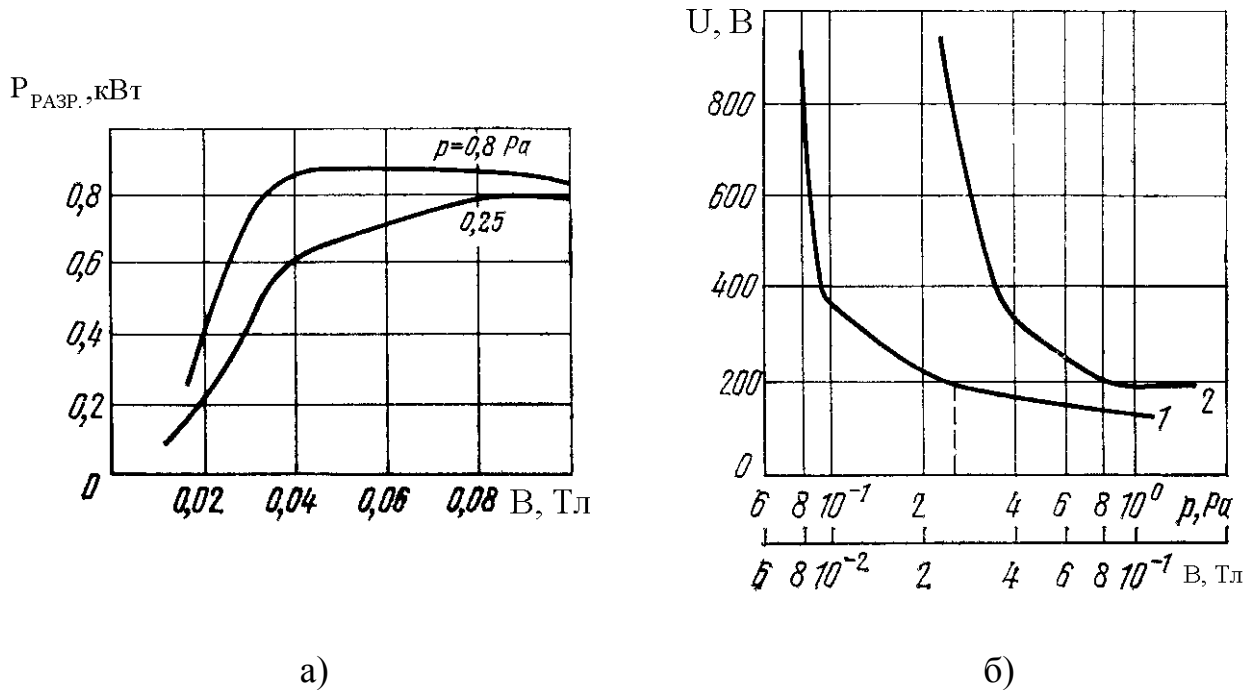 P РАЗР. ,кВт
p=0,8 Pa
0,8
0,25
0,6
0,4
0,2
0
0,02 0,04 0,06 0,08 В, Тл
а)
U, В
800
600
400
200
0
1
2
6 8 10⁻¹ 2 4 6 8 10⁰ p,Pa
6 8 10⁻² 2 4 6 8 10⁻¹ В, Тл
б)